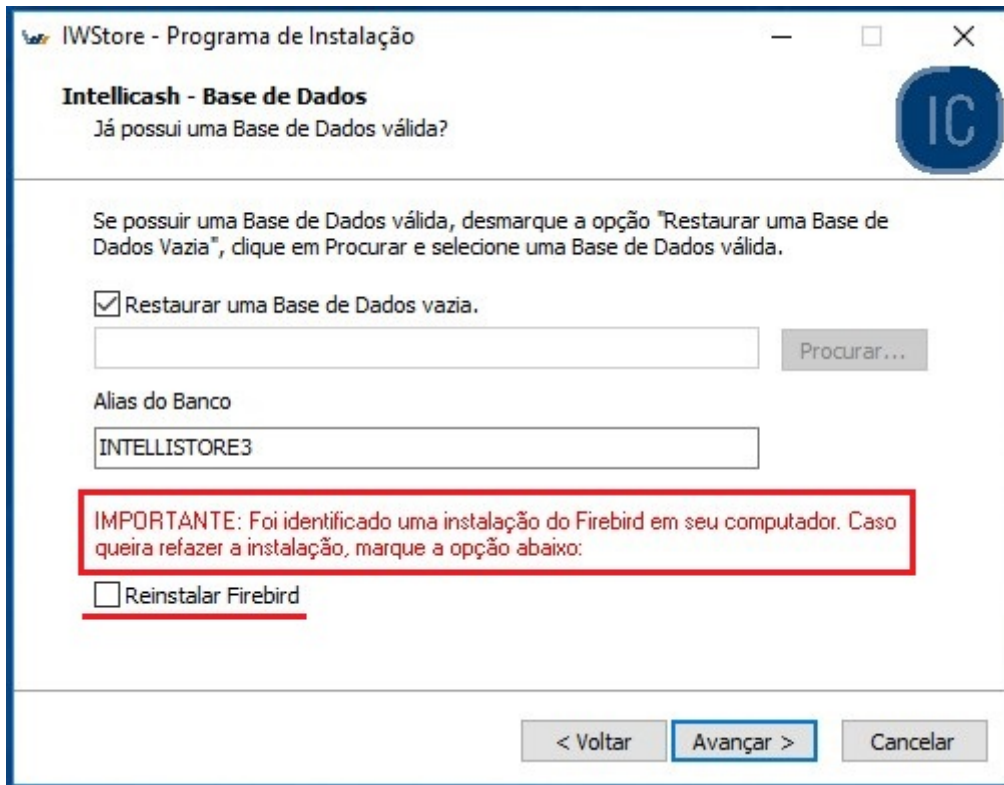 IWStore - Programa de Instalação
Intellicash - Base de Dados
Já possui uma Base de Dados válida?
IC
Se possuir uma Base de Dados válida, desmarque a opção "Restaurar uma Base de
Dados Vazia", clique em Procurar e selecione uma Base de Dados válida.
Restaurar uma Base de Dados vazia.
Procurar...
Alias do Banco
INTELLISTORE3
IMPORTANTE: Foi identificado uma instalação do Firebird em seu computador. Caso
queira refazer a instalação, marque a opção abaixo:
Reinstalar Firebird
< Voltar
Avançar >
Cancelar